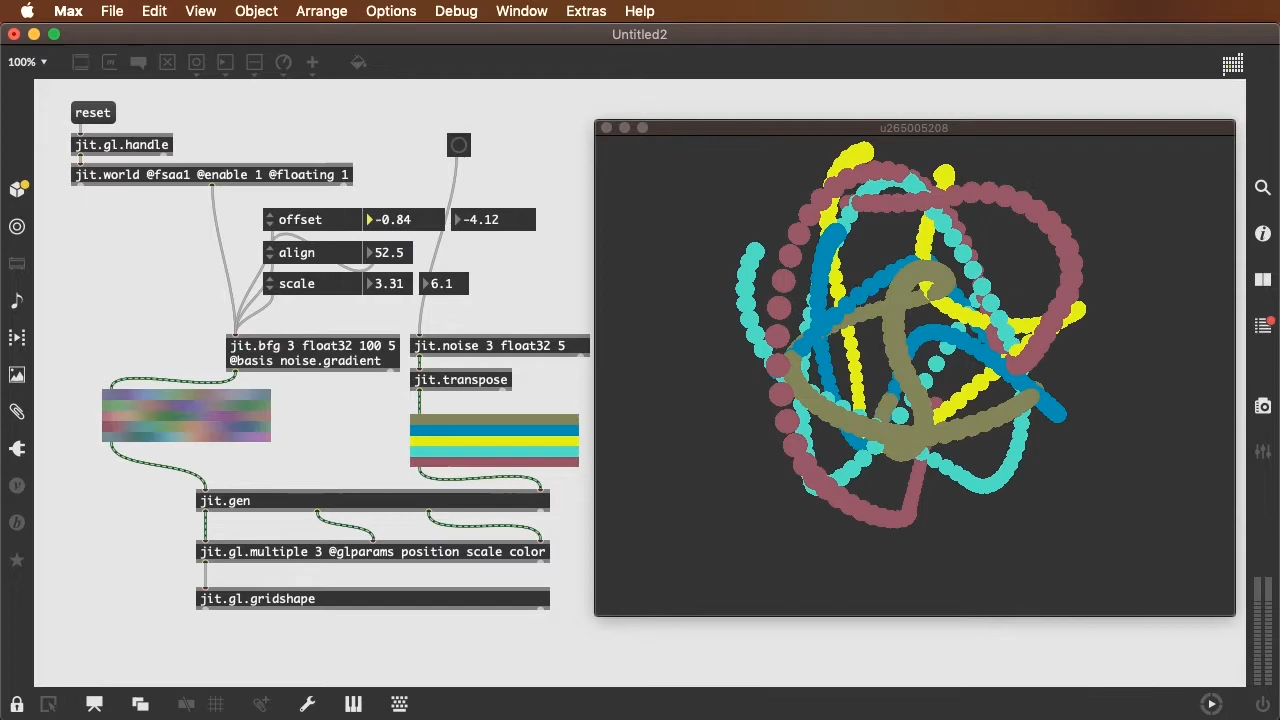 Max File Edit View Object Arrange Options Debug Window Extras Help
Untitled2
100%
reset
jit.gl.handle
jit.world @fsaa1 @enable 1 @floating 1
offset -0.84 -4.12
align 52.5
scale 3.31 6.1
jit.bfg 3 float32 100 5
@basis noise.gradient
jit.noise 3 float32 5
jit.transpose
jit.gen
jit.gl.multiple 3 @glparams position scale color
jit.gl.gridshape
u265005208